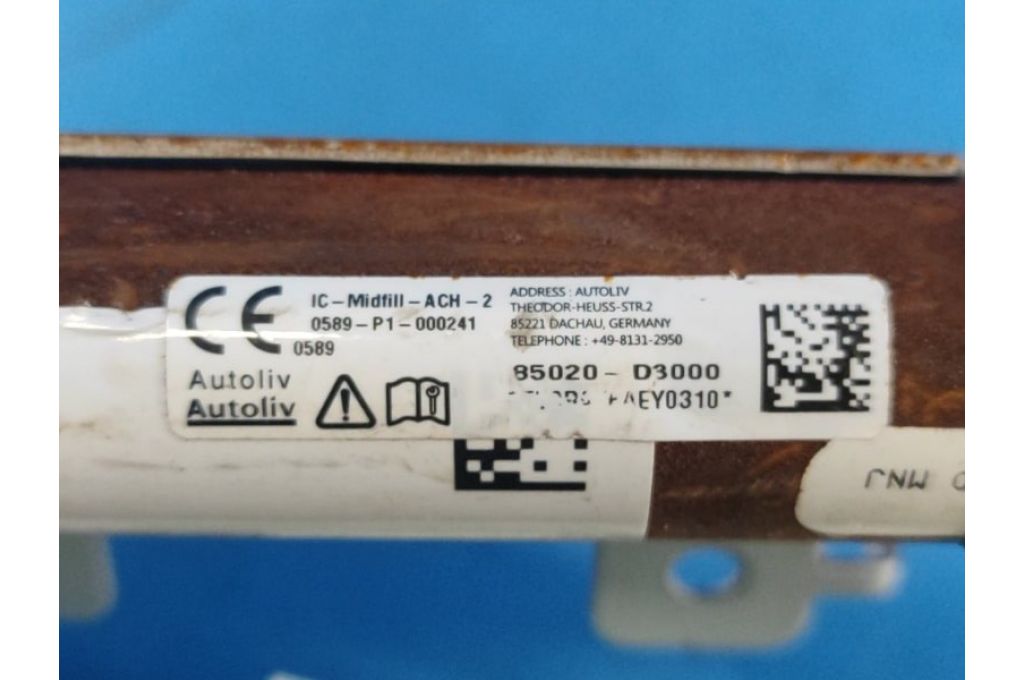 CE
0589
IC-Midfill-ACH-2
0589-P1-000241
Autoliv
Autoliv
ADDRESS : AUTOLIV
THEODOR-HEUSS-STR.2
85221 DACHAU, GERMANY
TELEPHONE : +49-8131-2950
85020-D3000